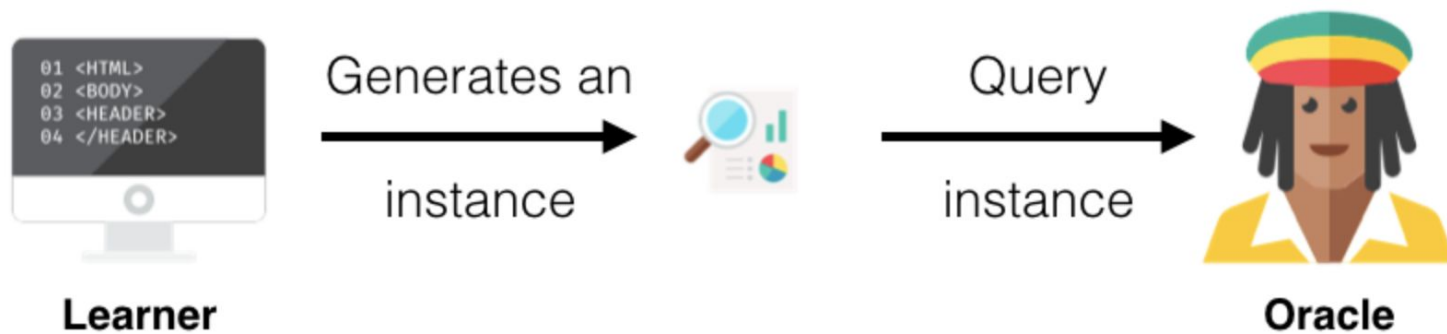 01 <HTML>
02 <BODY>
03 <HEADER>
04 </HEADER>
Learner
Generates an
instance
Query
instance
Oracle